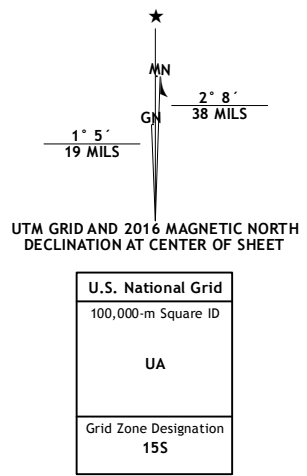 ★
MN
GN
2° 8´
38 MILS
1° 5´
19 MILS
UTM GRID AND 2016 MAGNETIC NORTH
DECLINATION AT CENTER OF SHEET
U.S. National Grid
100,000-m Square ID
UA
Grid Zone Designation
15S